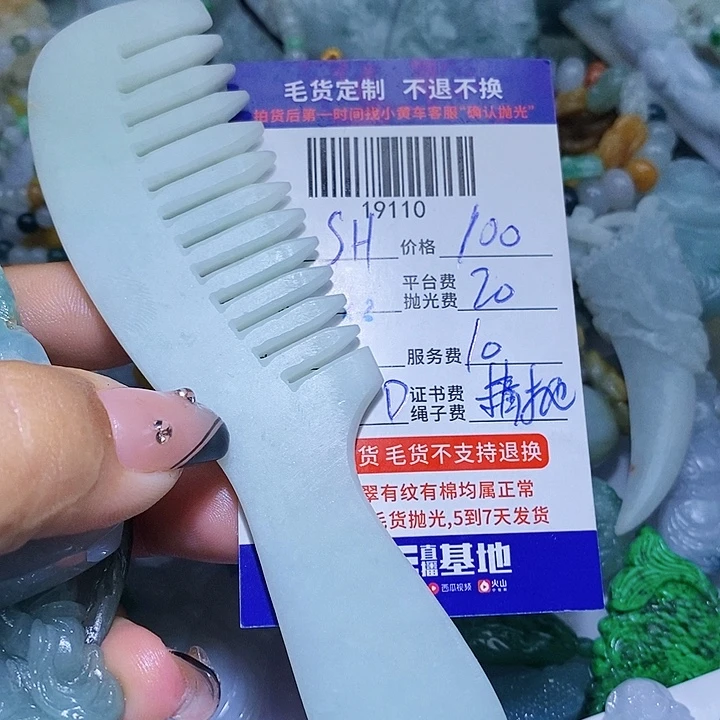 毛货定制 不退不换
拍货后第一时间找小黄车客服“确认抛光”
19110
SH 价格 100
平台费
抛光费 20
服务费 10
D 证书费
绳子费
货 毛货不支持退换
翠有纹有棉均属正常
毛货抛光,5到7天发货
直播基地
西瓜视频 火山